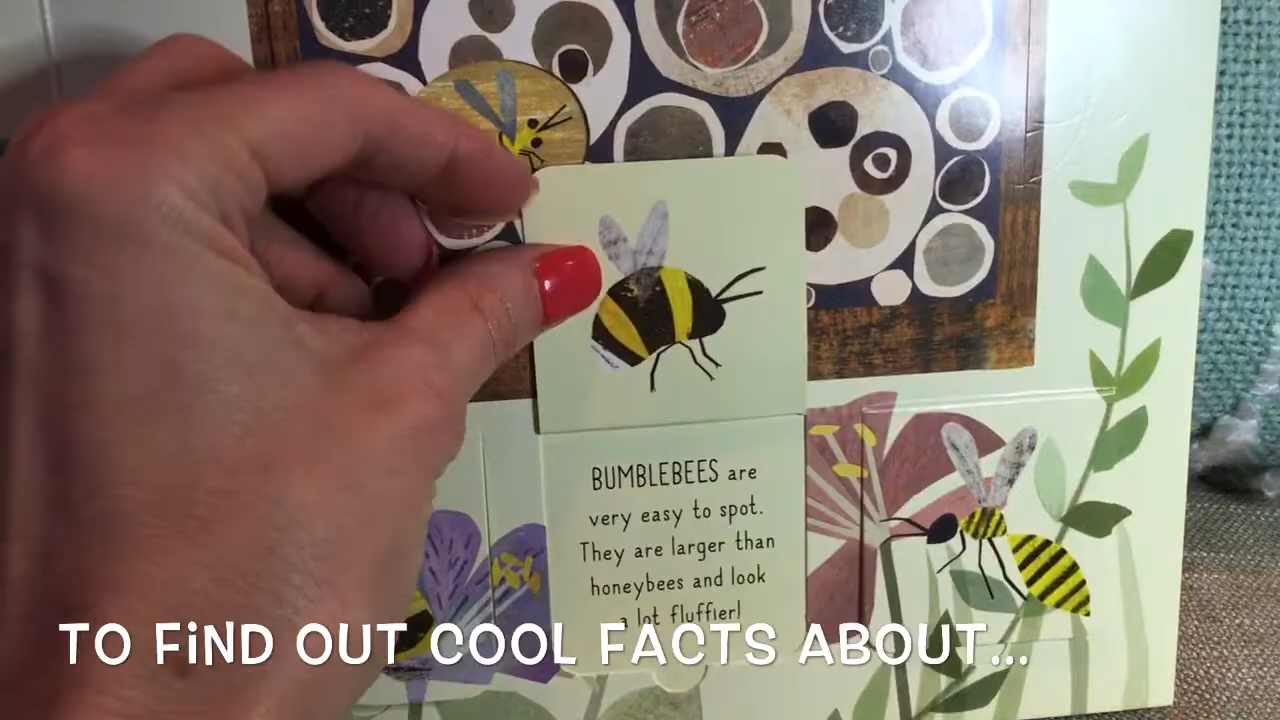 BUMBLEBEES are
very easy to spot.
They are larger than
honeybees and look
a lot fluffier!
TO FiND OUT COOL FACTS ABOUT...